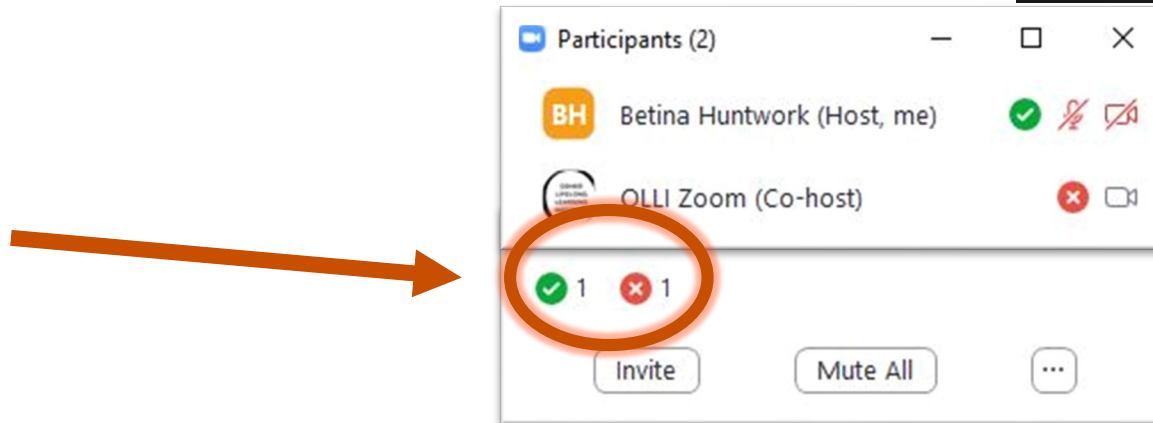 Participants (2)
BH Betina Huntwork (Host, me)
OLLI Zoom (Co-host)
1 1
Invite Mute All ...